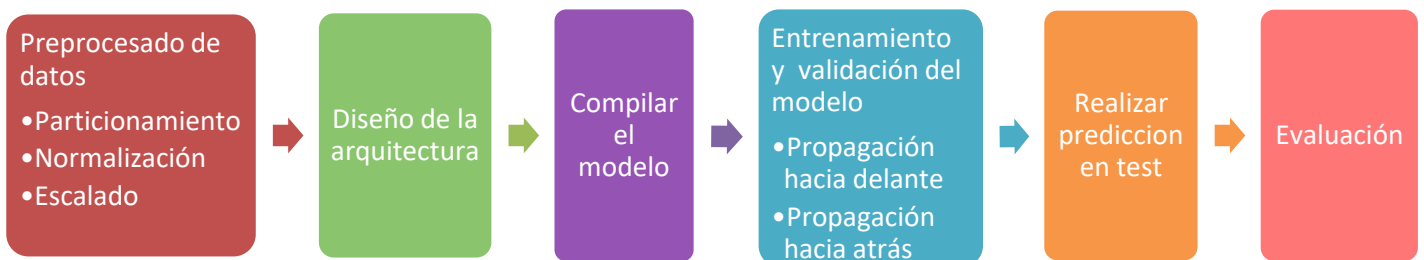 Preprocesado de
datos
•Particionamiento
•Normalización
•Escalado
Diseño de la
arquitectura
Compilar
el
modelo
Entrenamiento
y validación del
modelo
•Propagación
hacia delante
•Propagación
hacia atrás
Realizar
prediccion
en test
Evaluación